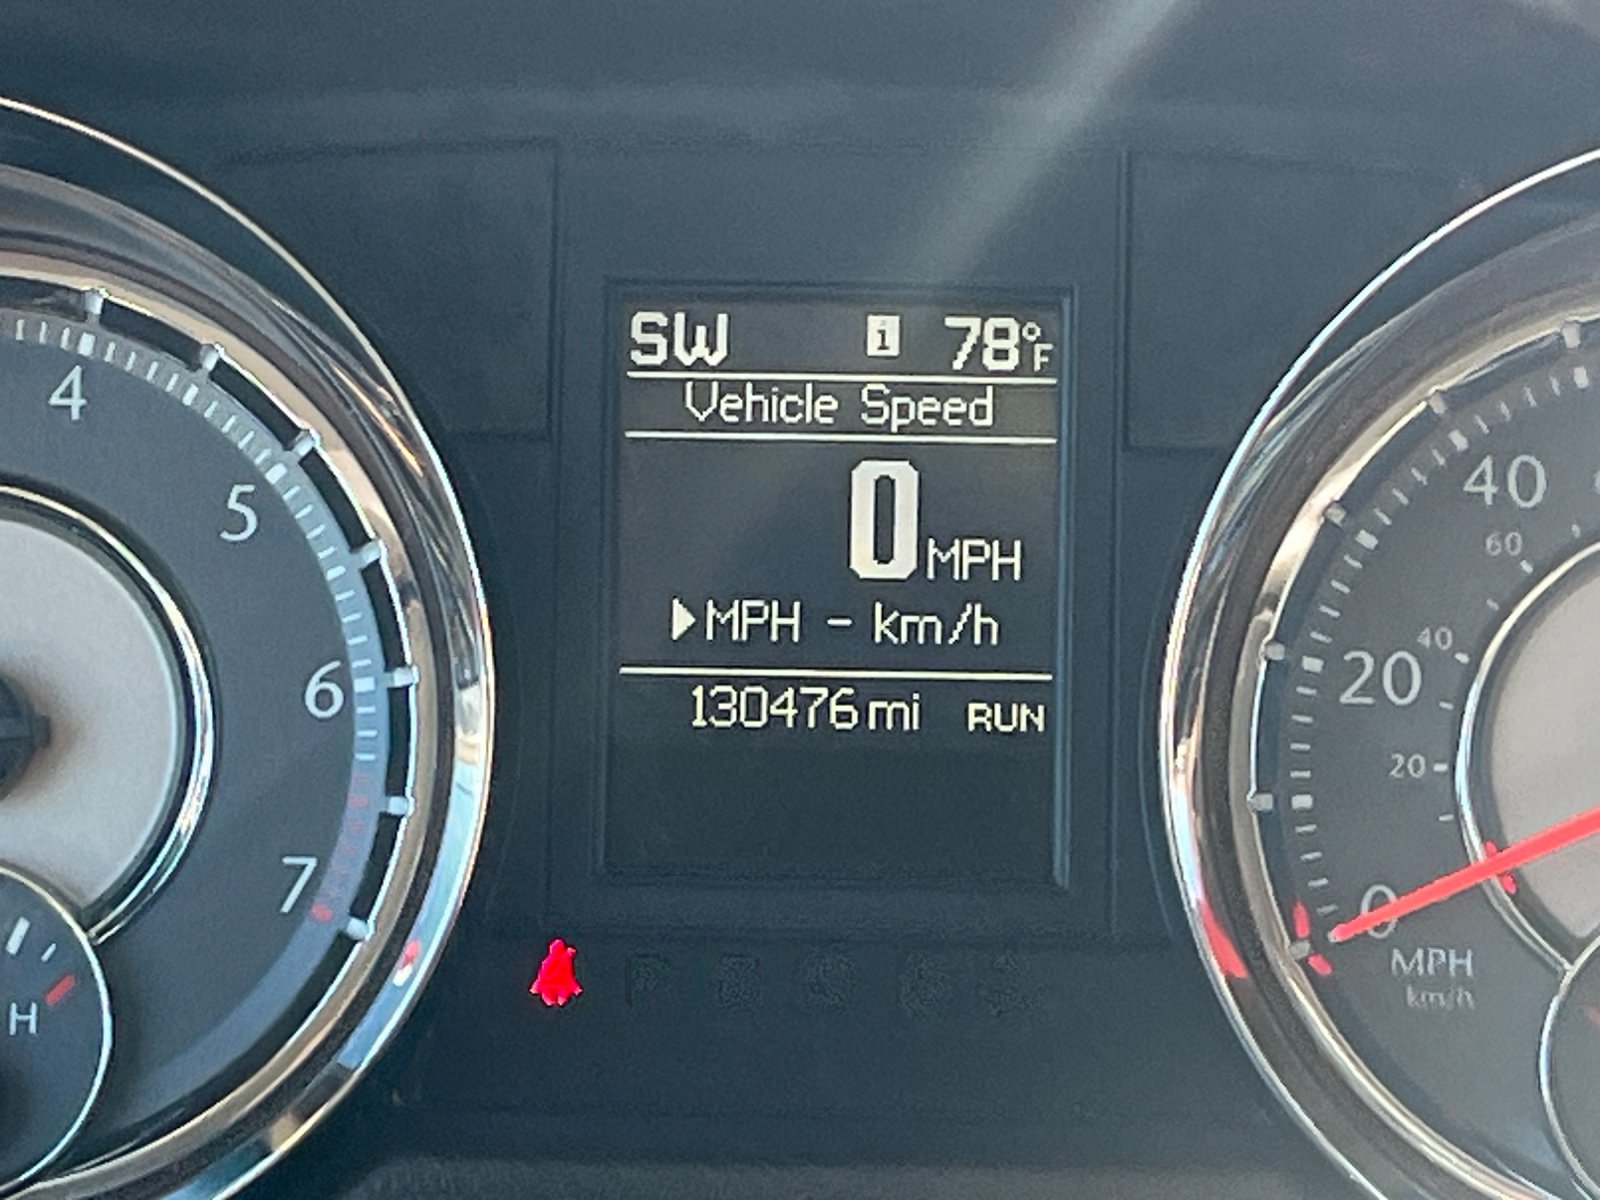 SW i 78°F
Vehicle Speed
0 MPH
▶MPH - km/h
130476 mi RUN
4
5
6
7
H
40
60
20
40
20
0
MPH
km/h